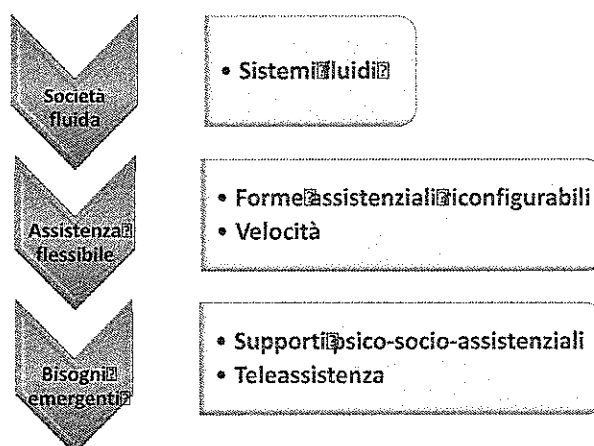 Società
fluida
• Sistemi fluidi
Assistenza
flessibile
• Forme assistenziali riconfigurabili
• Velocità
Bisogni
emergenti
• Supporti psico-socio-assistenziali
• Teleassistenza